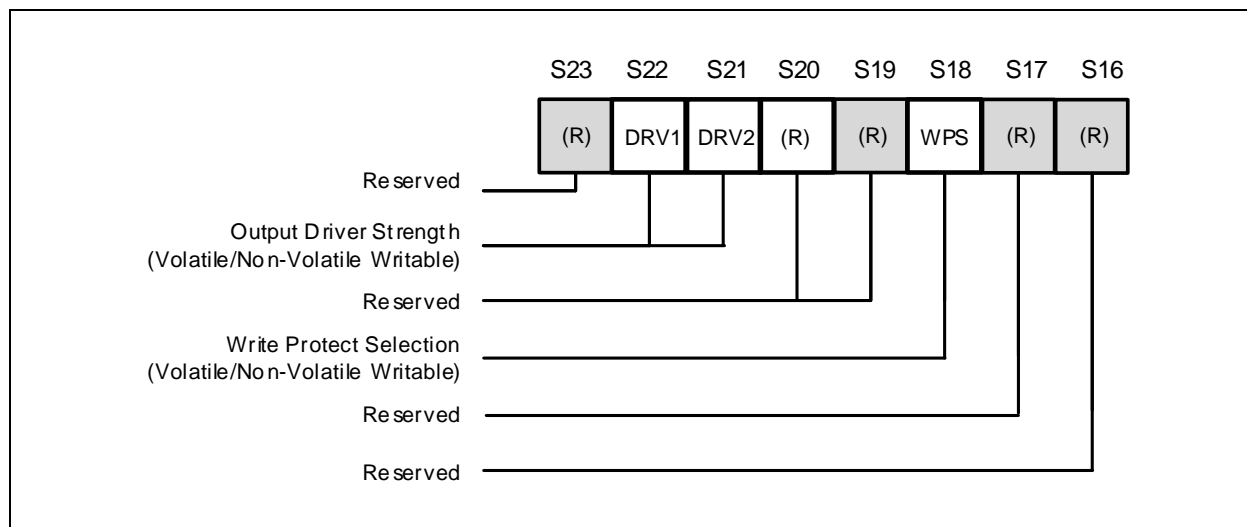 S23 S22 S21 S20 S19 S18 S17 S16
(R) DRV1 DRV2 (R) (R) WPS (R) (R)
Reserved
Output Driver Strength
(Volatile/Non-Volatile Writable)
Reserved
Write Protect Selection
(Volatile/Non-Volatile Writable)
Reserved
Reserved